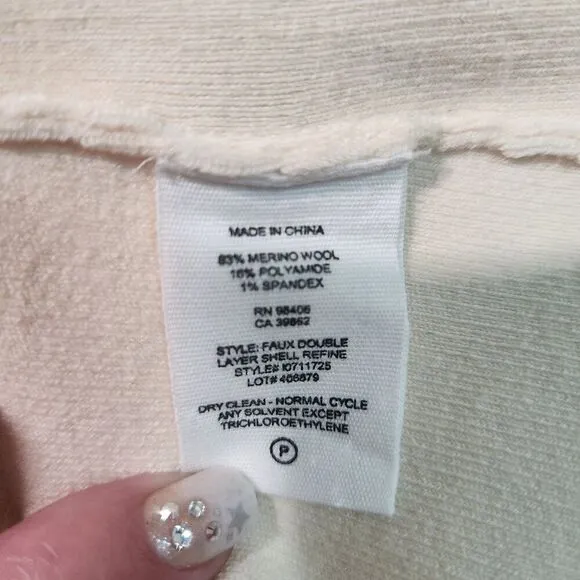 MADE IN CHINA
83% MERINO WOOL
16% POLYAMIDE
1% SPANDEX
RN 98406
CA 39862
STYLE: FAUX DOUBLE
LAYER SHELL REFINE
STYLE# I0711725
LOT# 406879
DRY CLEAN - NORMAL CYCLE
ANY SOLVENT EXCEPT
TRICHLOROETHYLENE
P